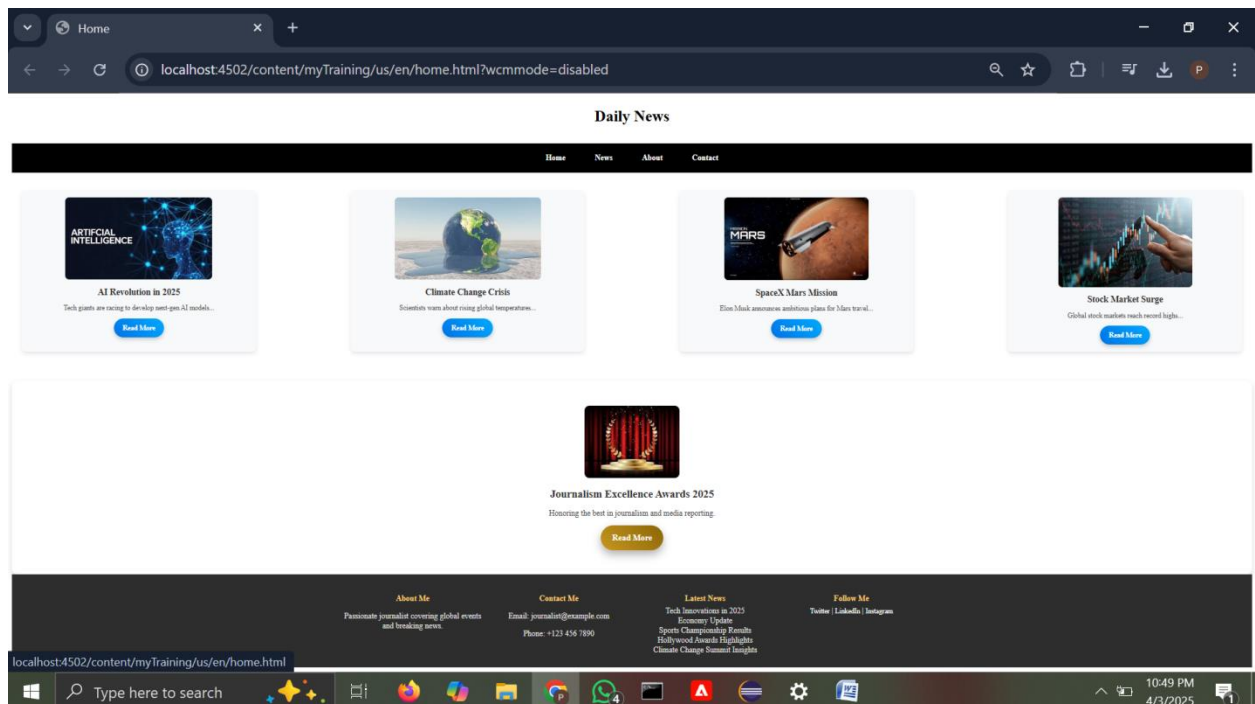 Home
localhost:4502/content/myTraining/us/en/home.html?wcmmode=disabled
P
Daily News
Home News About Contact
ARTIFCIAL
INTELLIGENCE
AI Revolution in 2025
Tech giants are racing to develop next-gen AI models...
Read More
Climate Change Crisis
Scientists warn about rising global temperatures...
Read More
MARS
SpaceX Mars Mission
Elon Musk announces ambitious plans for Mars travel...
Read More
Stock Market Surge
Global stock markets reach record highs...
Read More
Journalism Excellence Awards 2025
Honoring the best in journalism and media reporting.
Read More
About Me
Passionate journalist covering global events
and breaking news.
Contact Me
Email: journalist@example.com
Phone: +123 456 7890
Latest News
Tech Innovations in 2025
Economy Update
Sports Championship Results
Hollywood Awards Highlights
Climate Change Summit Insights
Follow Me
Twitter | LinkedIn | Instagram
localhost:4502/content/myTraining/us/en/home.html
Type here to search
4
10:49 PM
4/3/2025
1